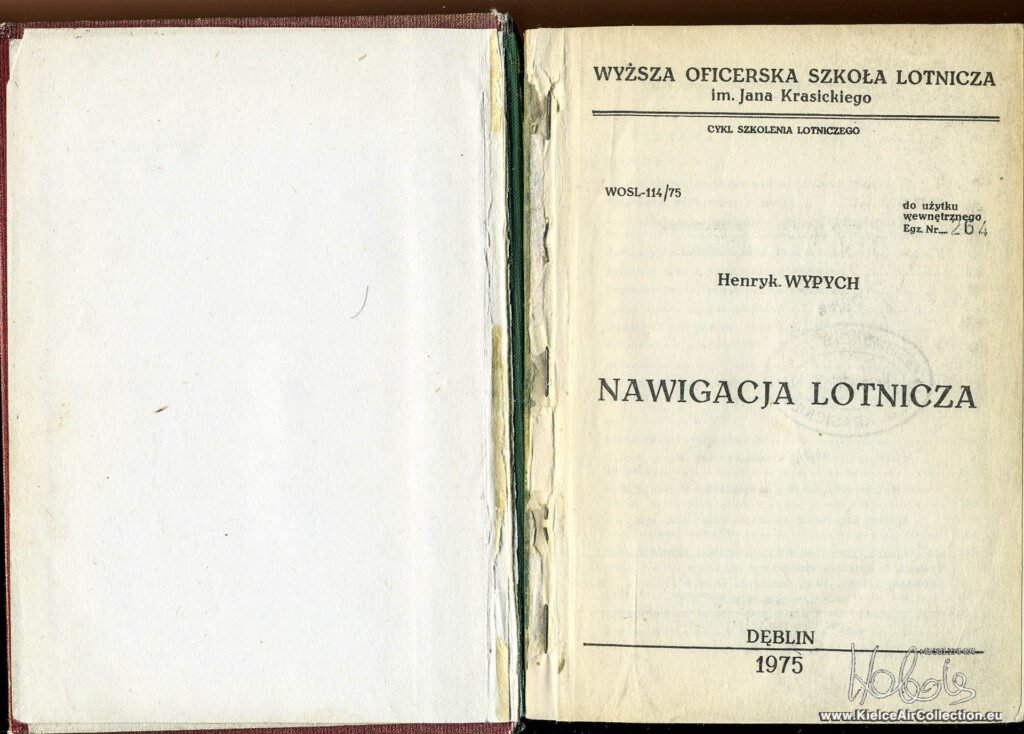 WYŻSZA OFICERSKA SZKOŁA LOTNICZA
im. Jana Krasickiego
CYKL SZKOLENIA LOTNICZEGO
WOSL-114/75
do użytku
wewnętrznego
Egz. Nr 264
Henryk WYPYCH
NAWIGACJA LOTNICZA
DĘBLIN
1975
www.KielceAirCollection.eu